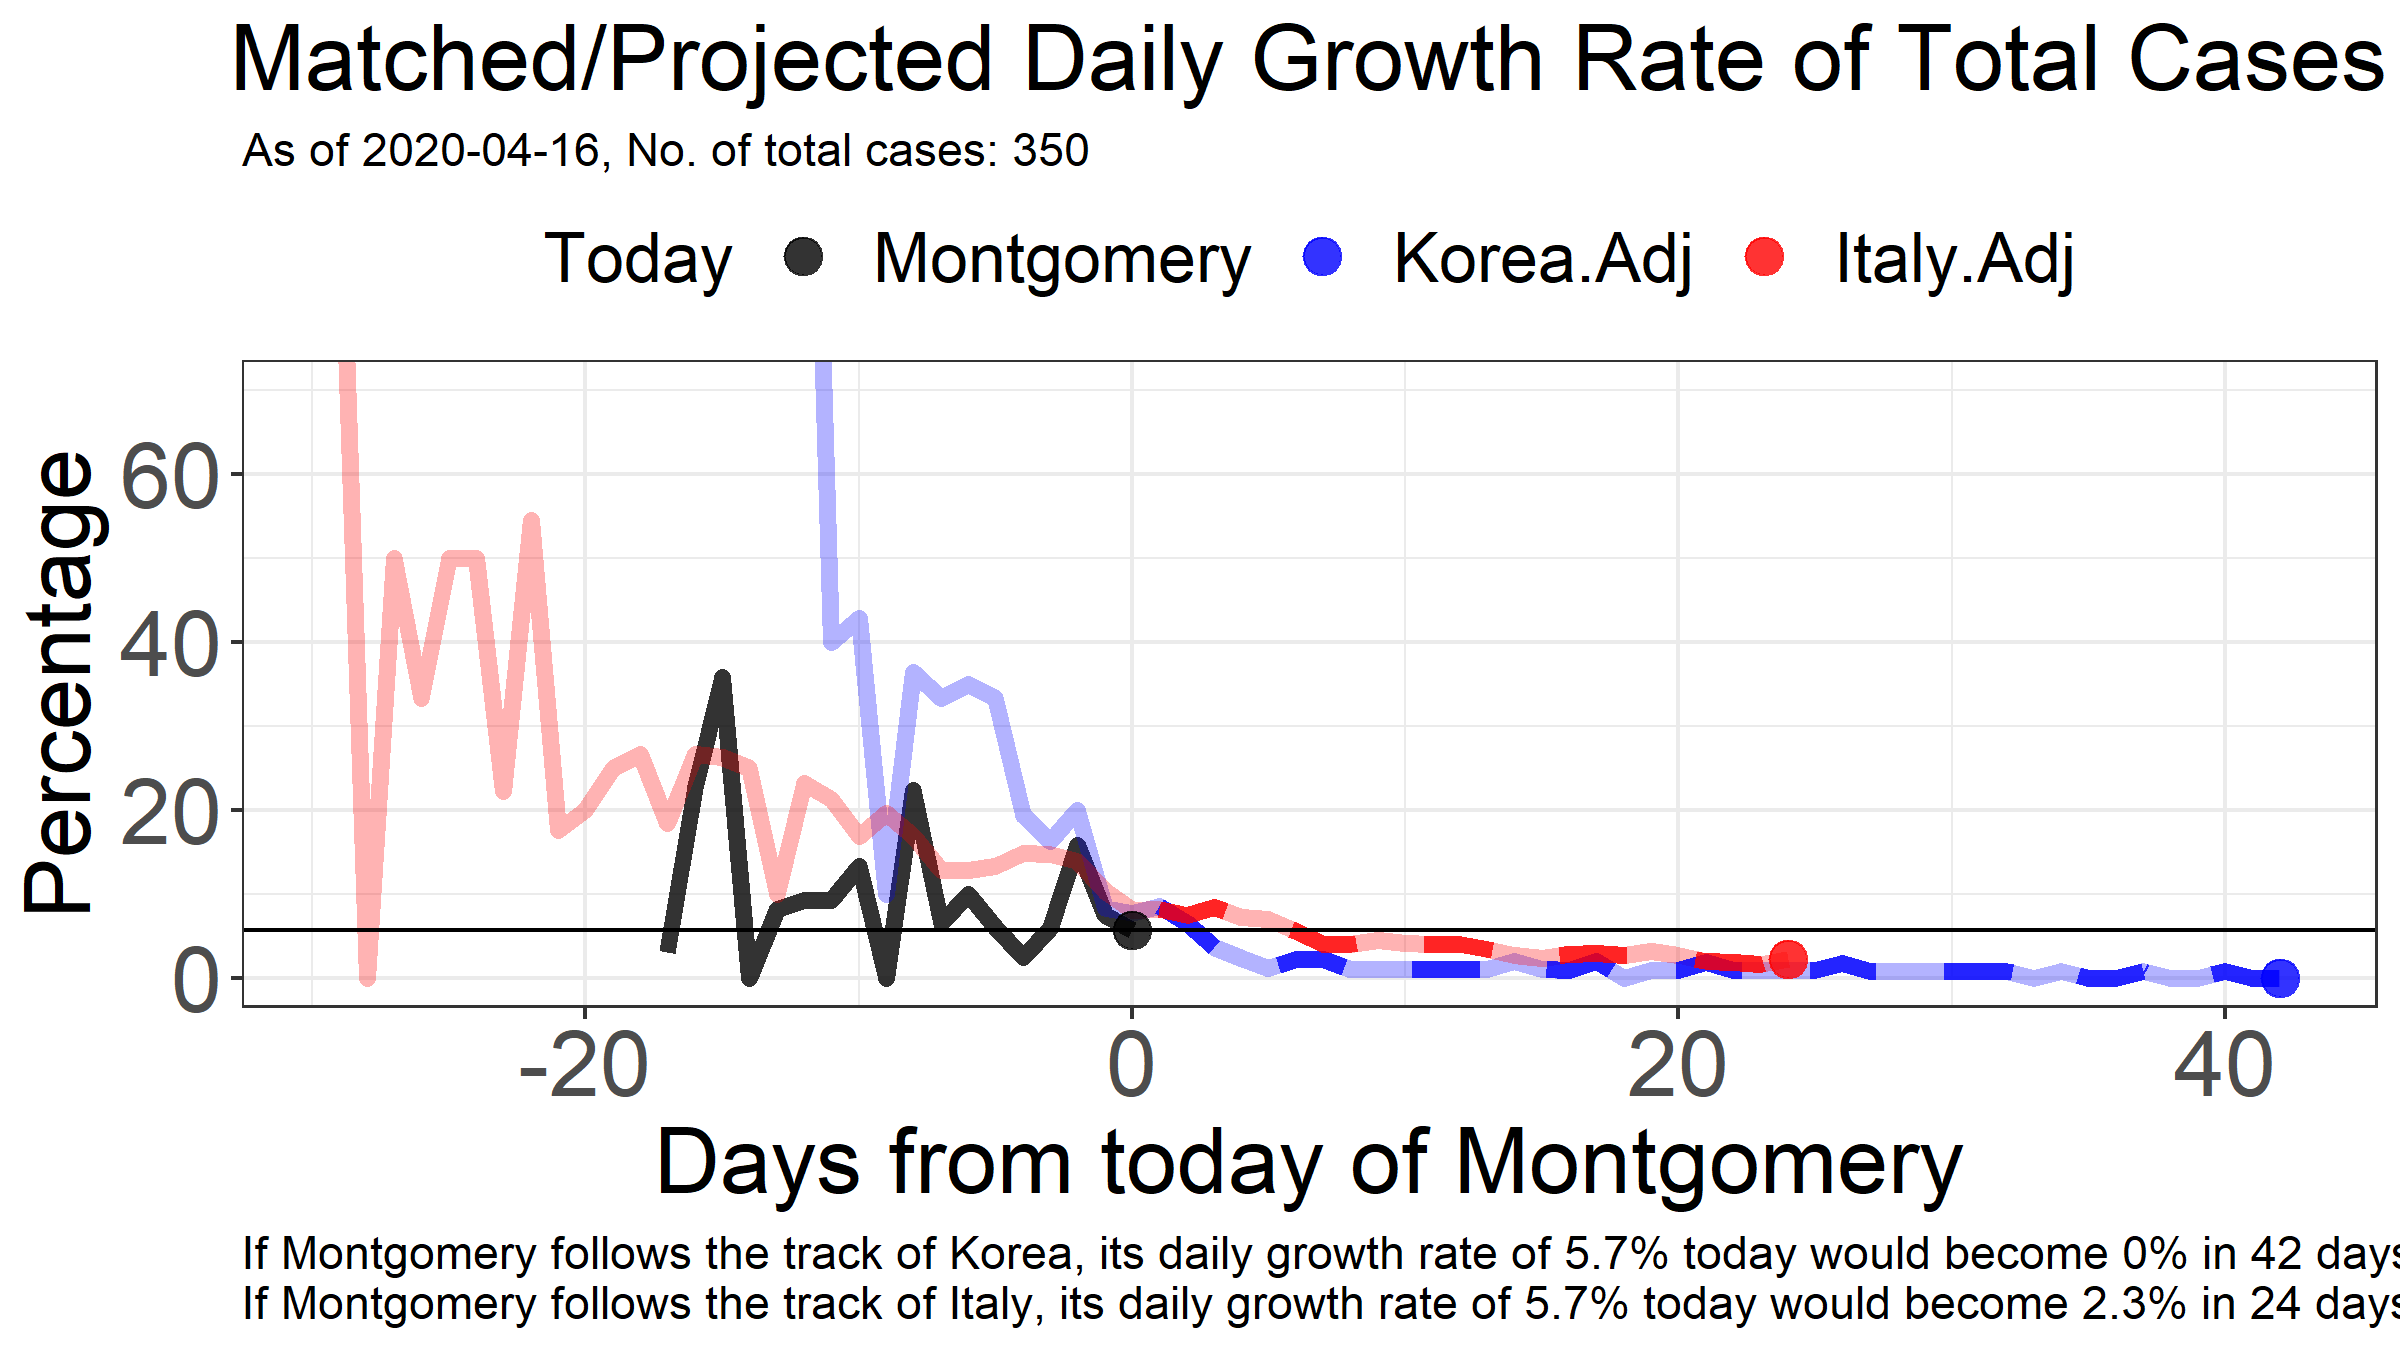 Matched/Projected Daily Growth Rate of Total Cases
As of 2020-04-16, No. of total cases: 350
Today Montgomery Korea.Adj Italy.Adj
Percentage
60
40
20
0
-20 0 20 40
Days from today of Montgomery
If Montgomery follows the track of Korea, its daily growth rate of 5.7% today would become 0% in 42 days
If Montgomery follows the track of Italy, its daily growth rate of 5.7% today would become 2.3% in 24 days